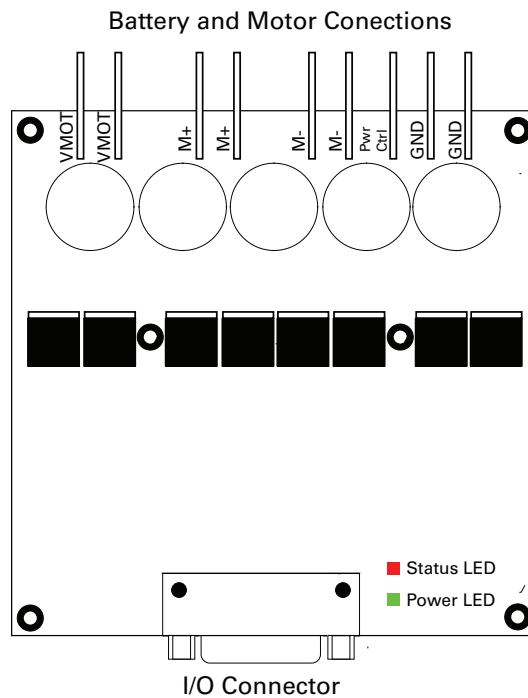 Battery and Motor Conections
VMOT
VMOT
M+
M+
M-
M-
Pwr
Ctrl
GND
GND
Status LED
Power LED
I/O Connector